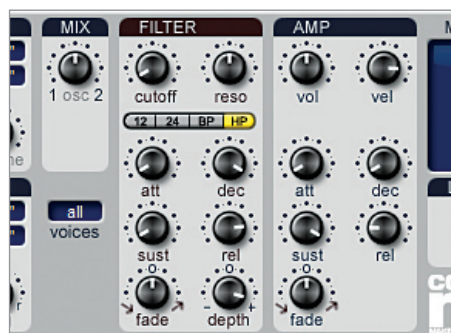 MIX
FILTER
AMP
1 osc 2
cutoff reso
vol vel
12 24 BP HP
att dec
att dec
all
voices
sust rel
sust rel
fade depth
fade